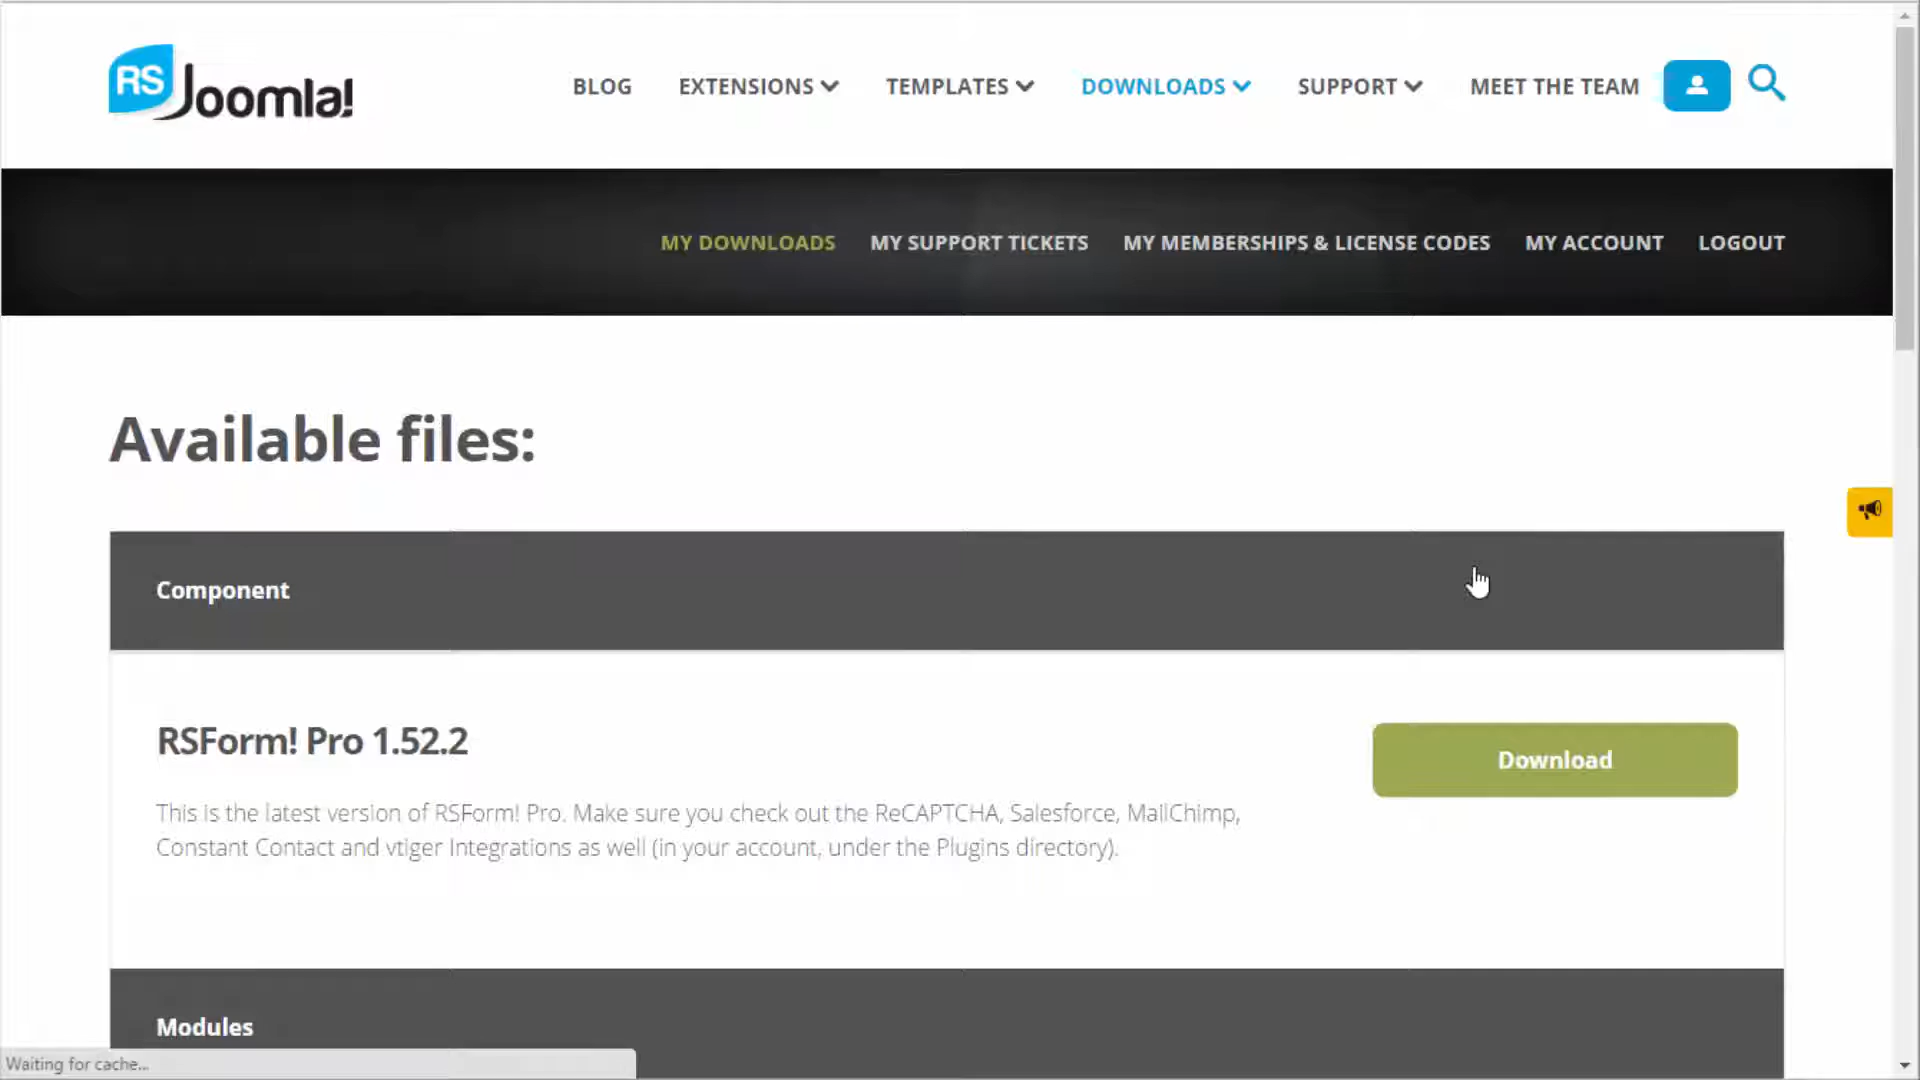 RSJoomla!
BLOG EXTENSIONS TEMPLATES DOWNLOADS SUPPORT MEET THE TEAM
MY DOWNLOADS MY SUPPORT TICKETS MY MEMBERSHIPS & LICENSE CODES MY ACCOUNT LOGOUT
Available files:
Component
RSForm! Pro 1.52.2
Download
This is the latest version of RSForm! Pro. Make sure you check out the ReCAPTCHA, Salesforce, MailChimp,
Constant Contact and vtiger Integrations as well (in your account, under the Plugins directory).
Modules
Waiting for cache...